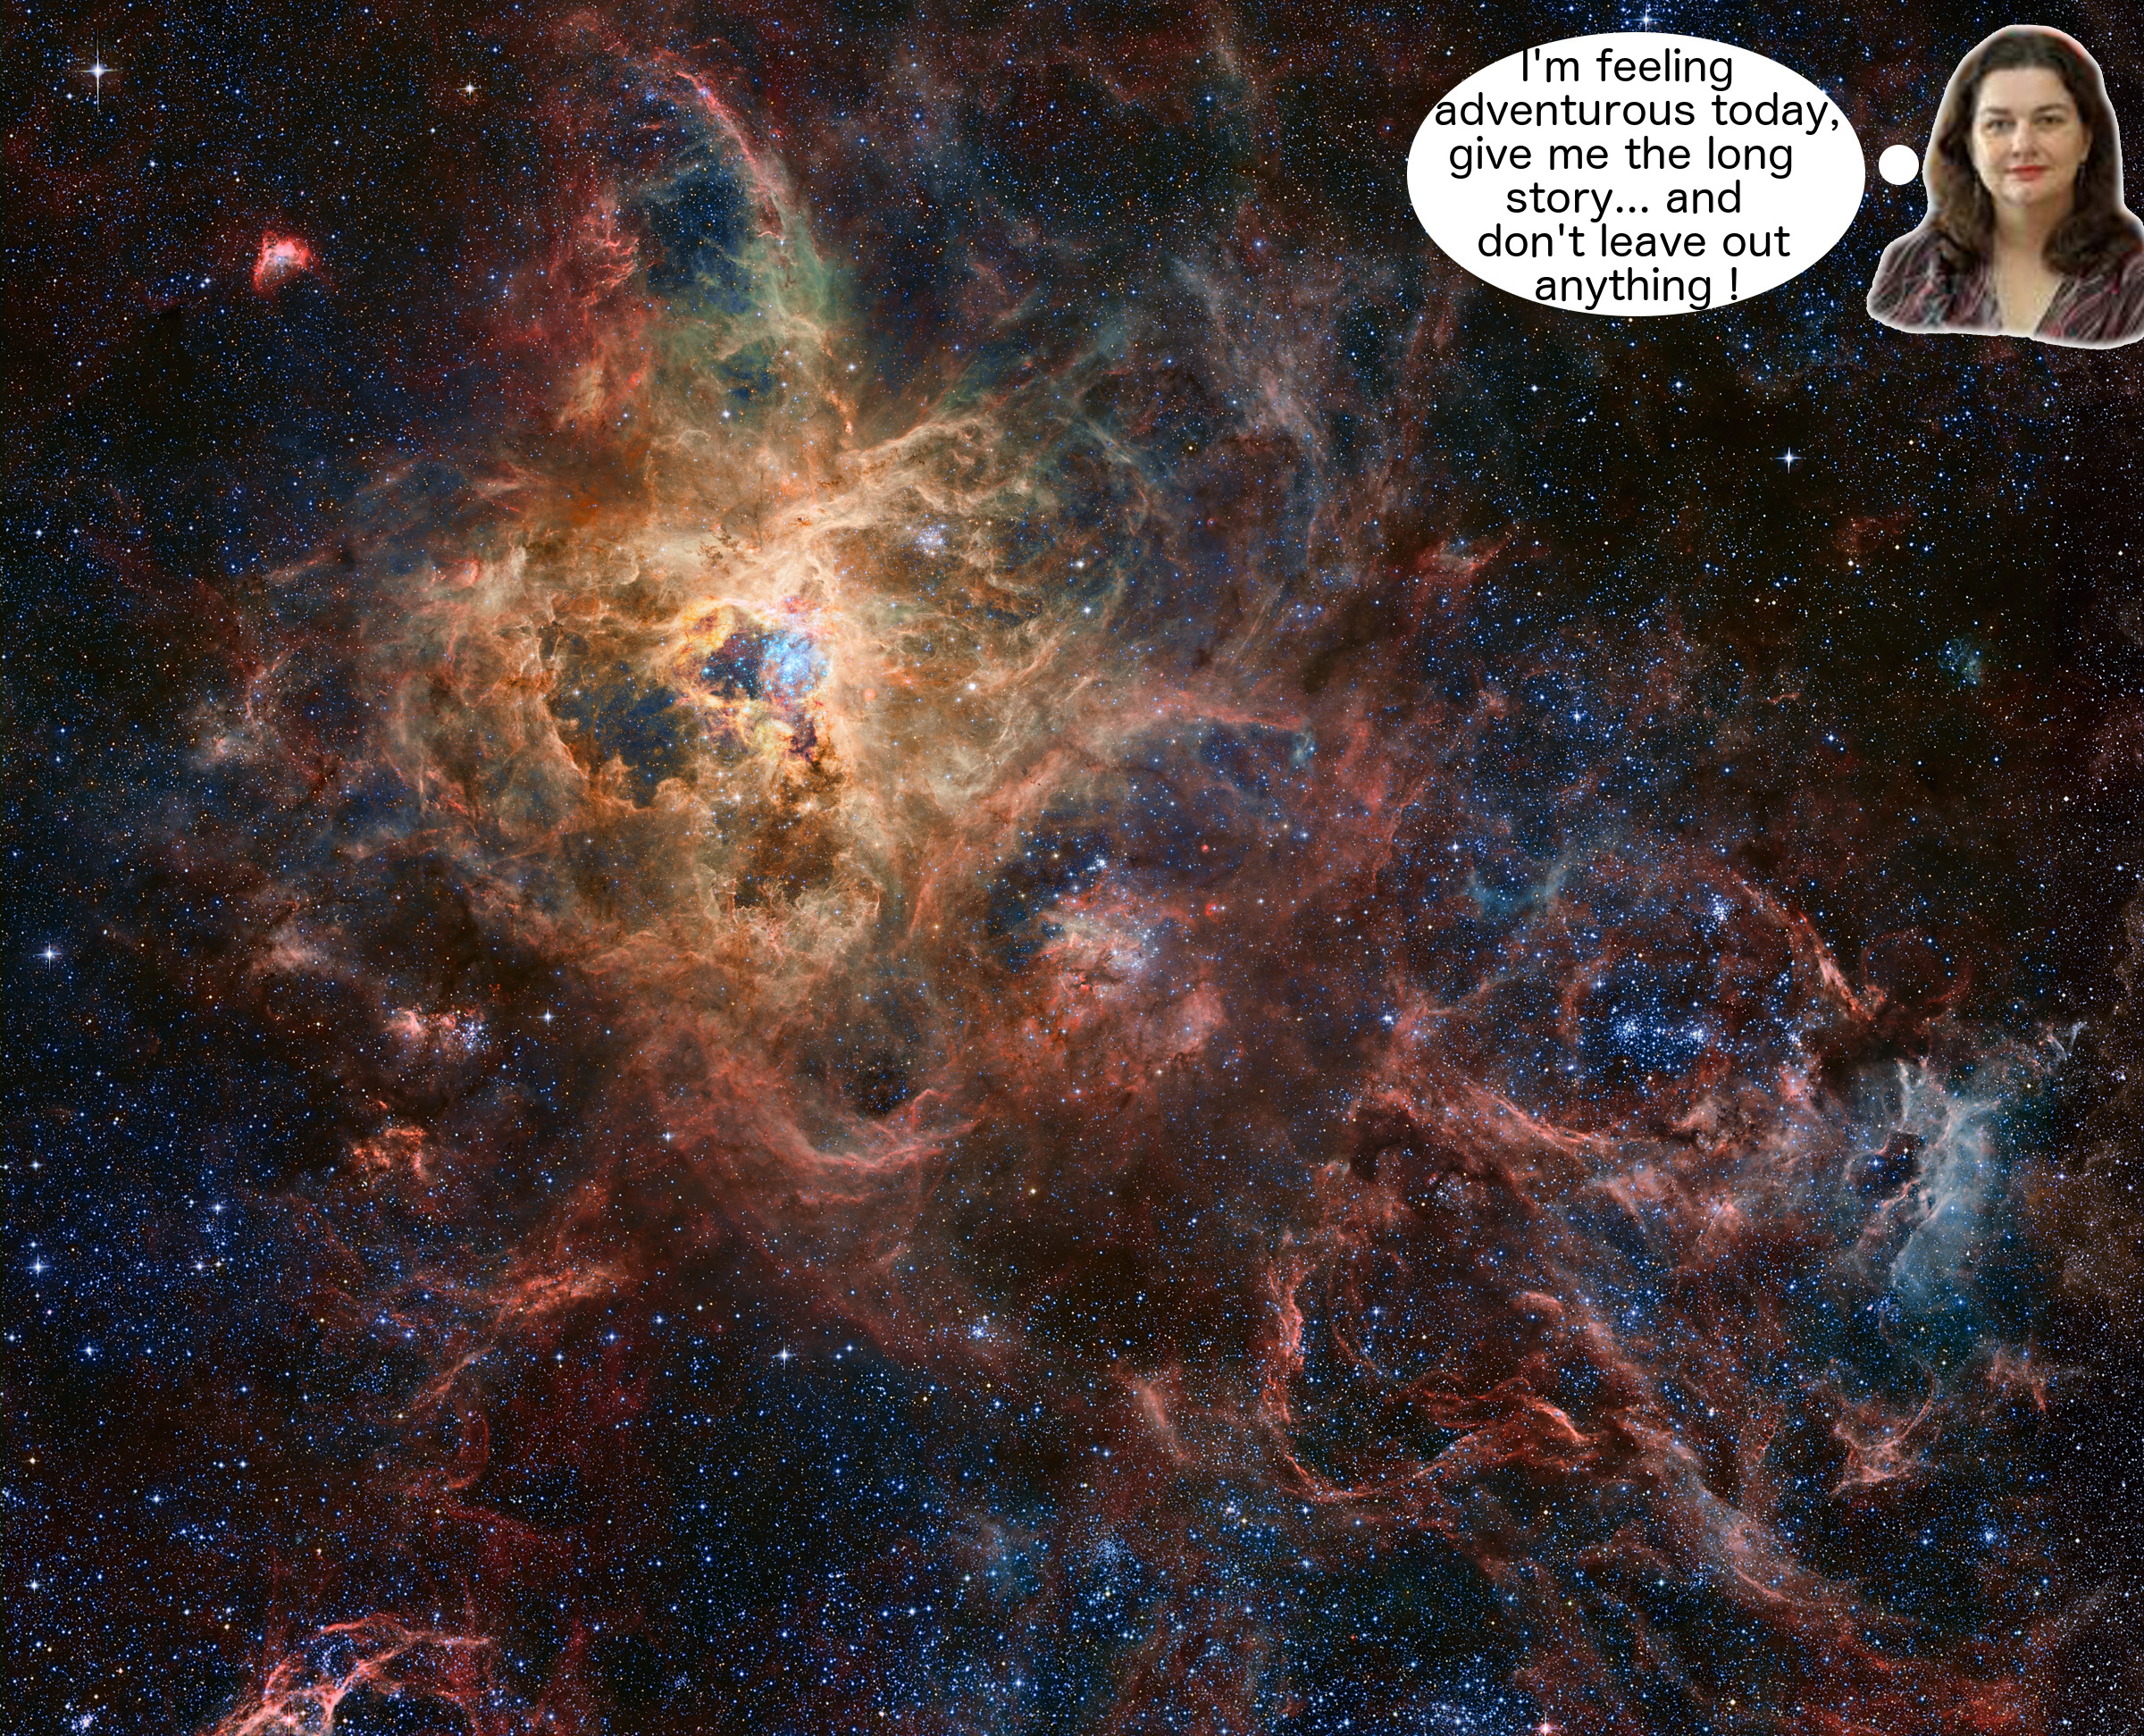 I'm feeling
adventurous today,
give me the long
story... and
don't leave out
anything !